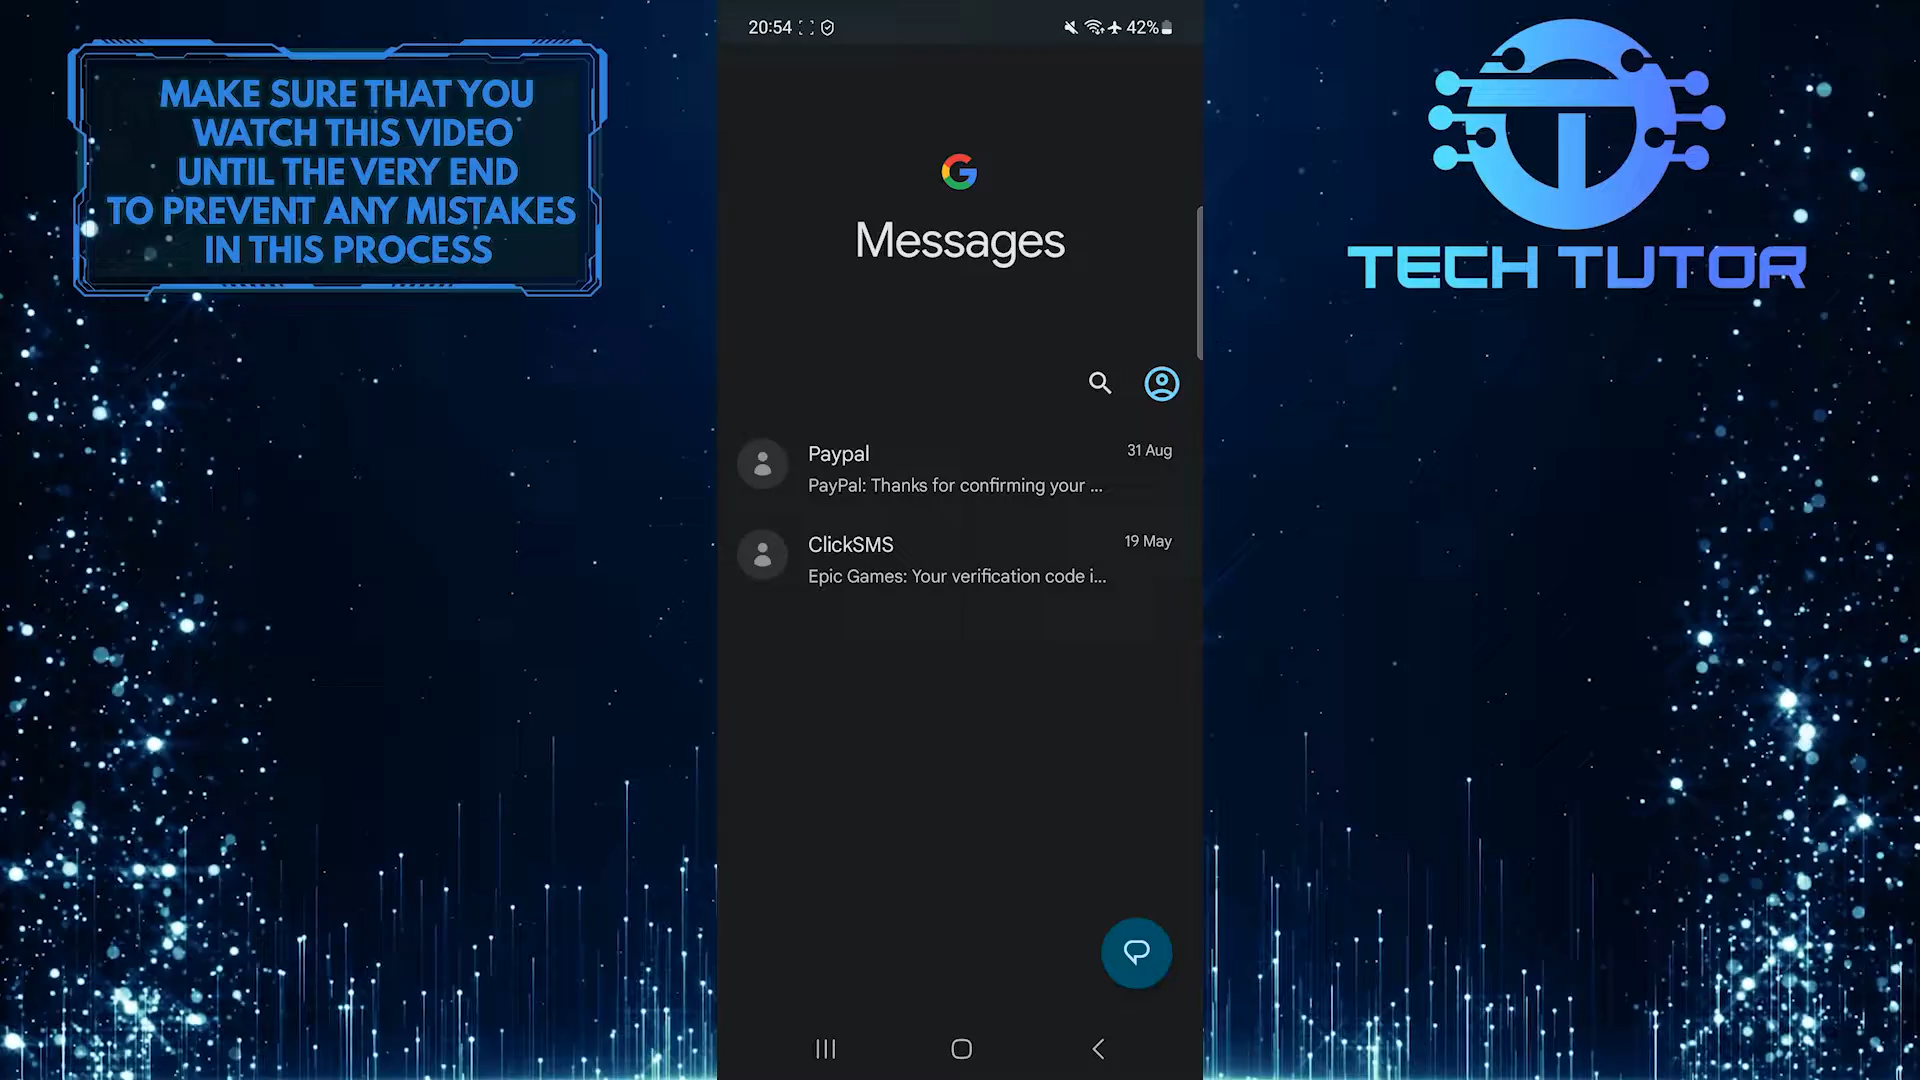 MAKE SURE THAT YOU
WATCH THIS VIDEO
UNTIL THE VERY END
TO PREVENT ANY MISTAKES
IN THIS PROCESS
20:54
42%
Messages
Paypal
31 Aug
PayPal: Thanks for confirming your ...
ClickSMS
19 May
Epic Games: Your verification code i...
TECH TUTOR